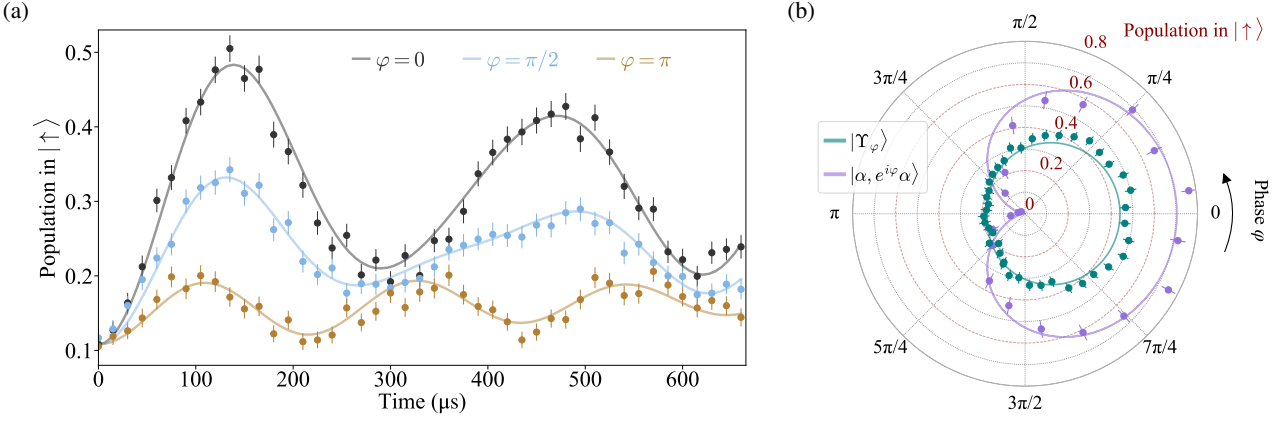 (a)
0.5
0.4
0.3
0.2
0.1
Population in |↑⟩
φ = 0
φ = π/2
φ = π
0 100 200 300 400 500 600
Time (μs)
(b)
π/2
0.8
Population in |↑⟩
3π/4
π/4
0.6
0.4
0.2
0
|Υφ⟩
|α, e^{iφ}α⟩
π
0
Phase φ
5π/4
7π/4
3π/2